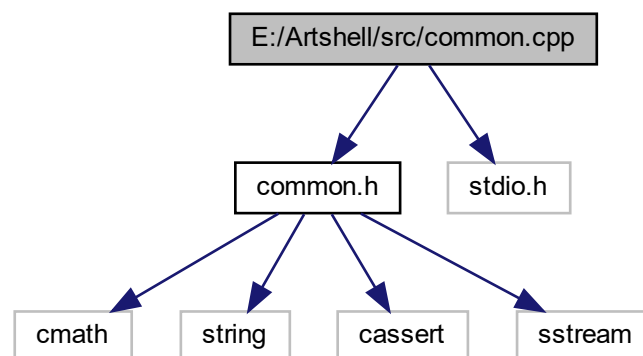 E:/Artshell/src/common.cpp
common.h
stdio.h
cmath
string
cassert
sstream